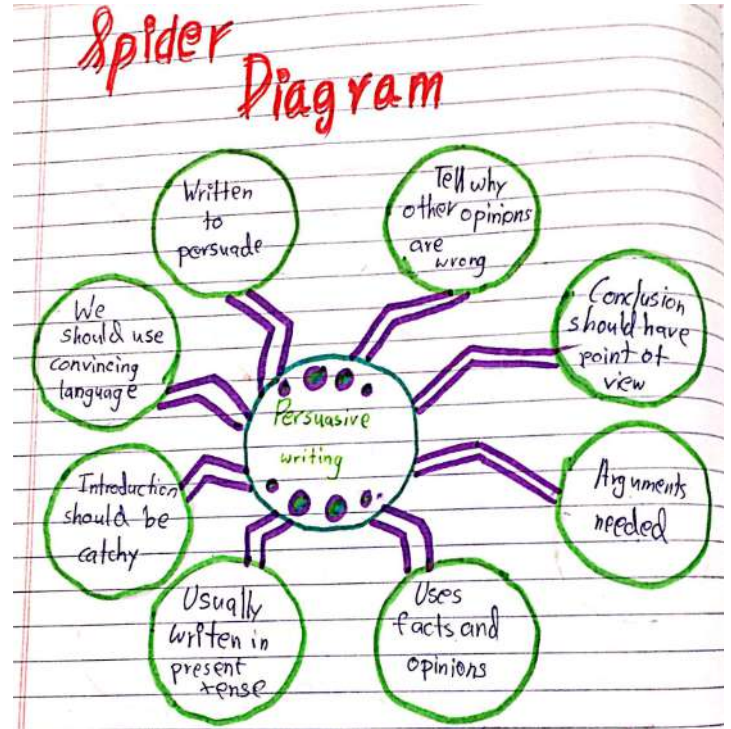 Spider
Diagram
Written
to
persuade
Tell why
other opinions
are
wrong
We
should use
convincing
language
Conclusion
should have
point of
view
Persuasive
writing
Introduction
should be
catchy
Arguments
needed
Usually
written in
present
tense
Uses
facts and
opinions